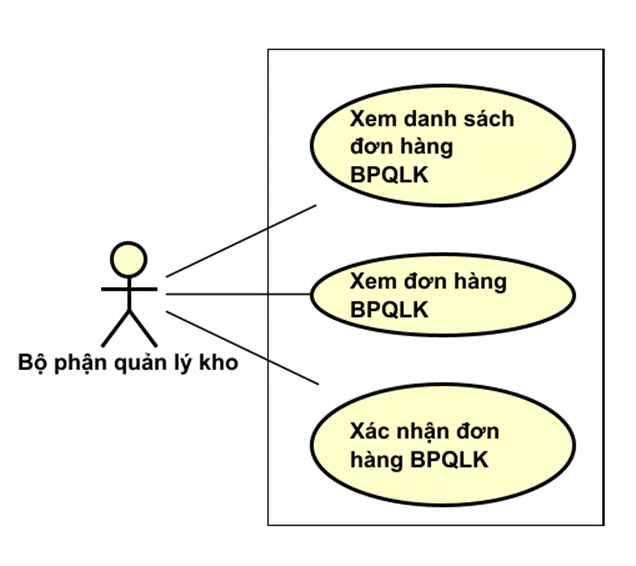 Xem danh sách
đơn hàng
BPQLK
Xem đơn hàng
BPQLK
Bộ phận quản lý kho
Xác nhận đơn
hàng BPQLK